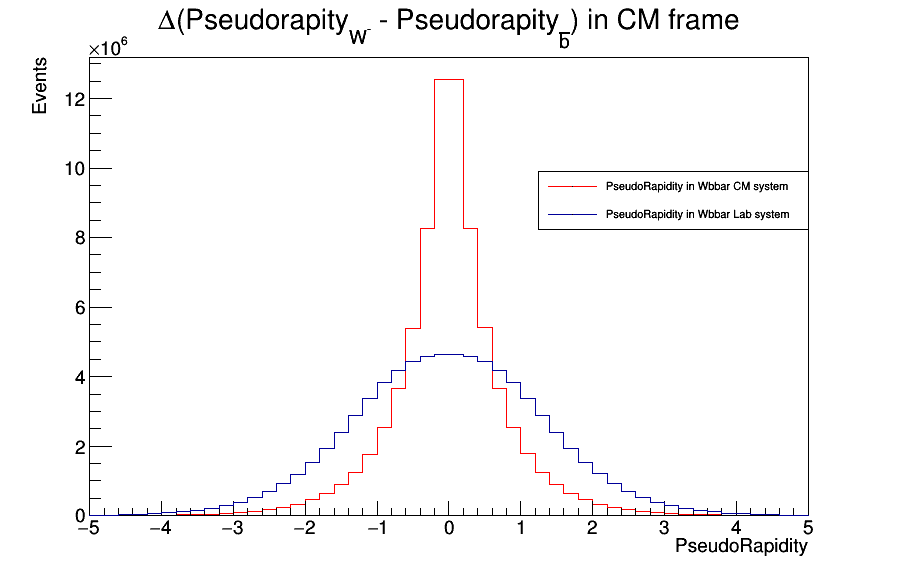 Δ(Pseudorapity_W⁻ - Pseudorapity_b̅) in CM frame
×10⁶
Events
12
10
8
6
4
2
0
PseudoRapidity in Wbbar CM system
PseudoRapidity in Wbbar Lab system
−5 −4 −3 −2 −1 0 1 2 3 4 5
PseudoRapidity